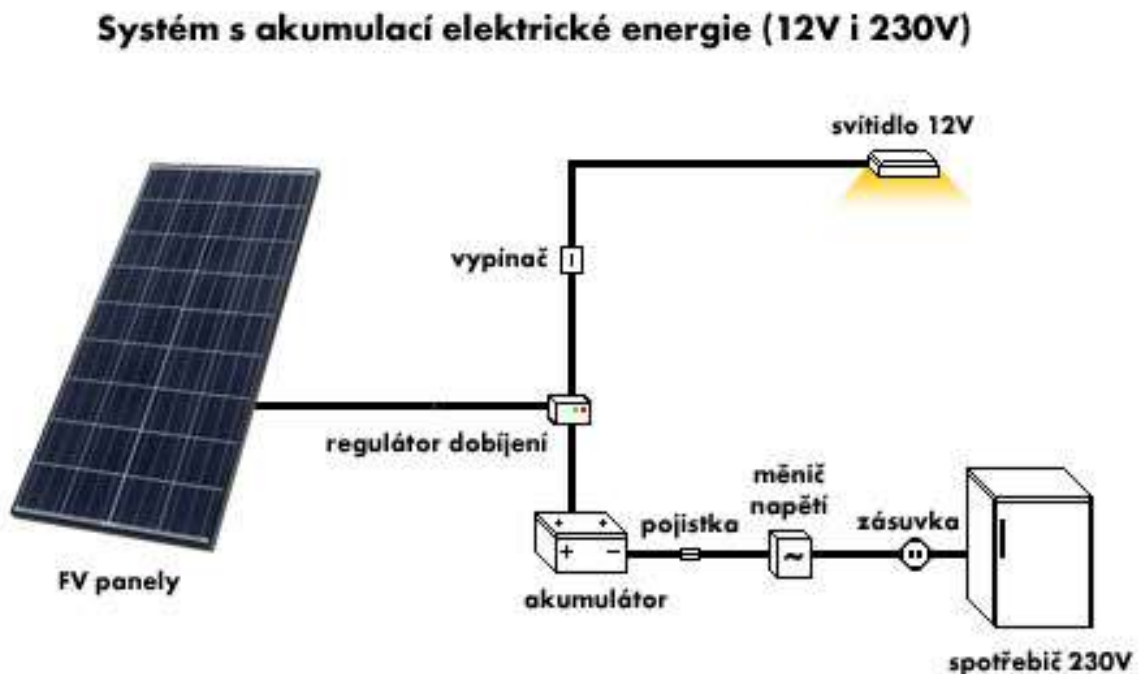 Systém s akumulací elektrické energie (12V i 230V)
svítidlo 12V
vypínač
regulátor dobíjení
měnič
napětí
pojistka
zásuvka
FV panely
akumulátor
spotřebič 230V